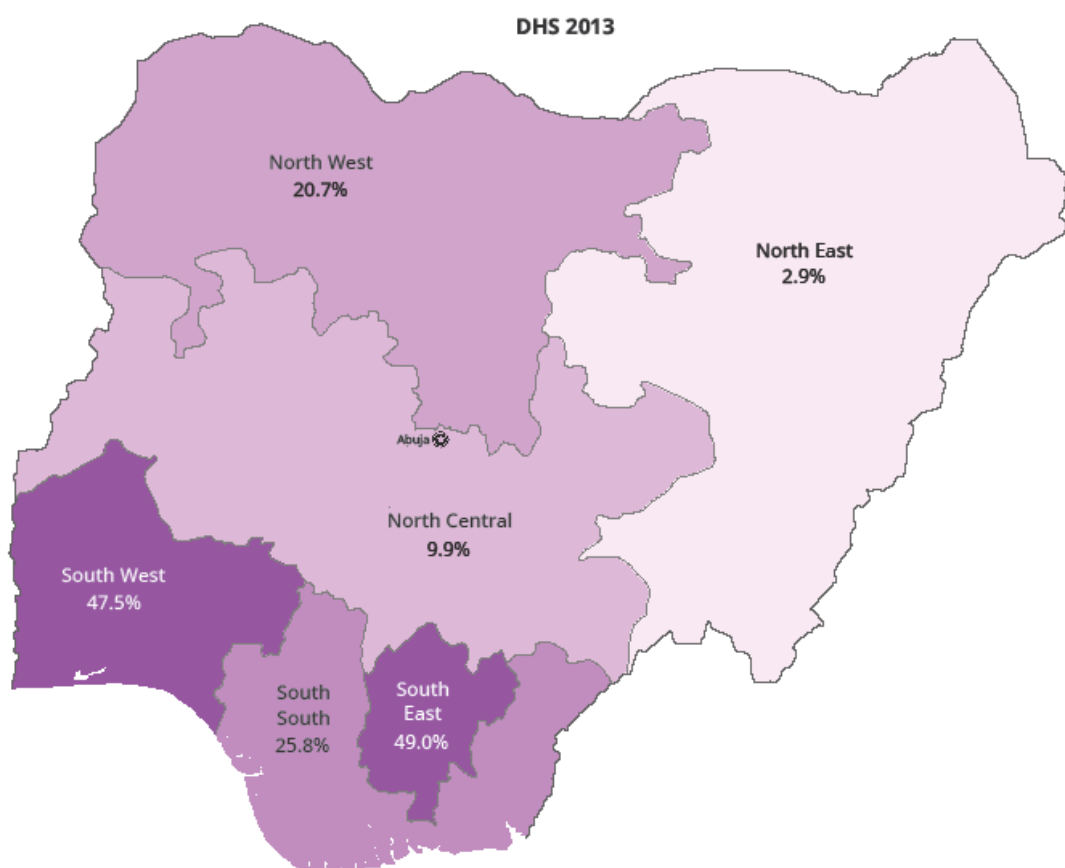 DHS 2013
North West
20.7%
North East
2.9%
Abuja
North Central
9.9%
South West
47.5%
South
South
25.8%
South
East
49.0%